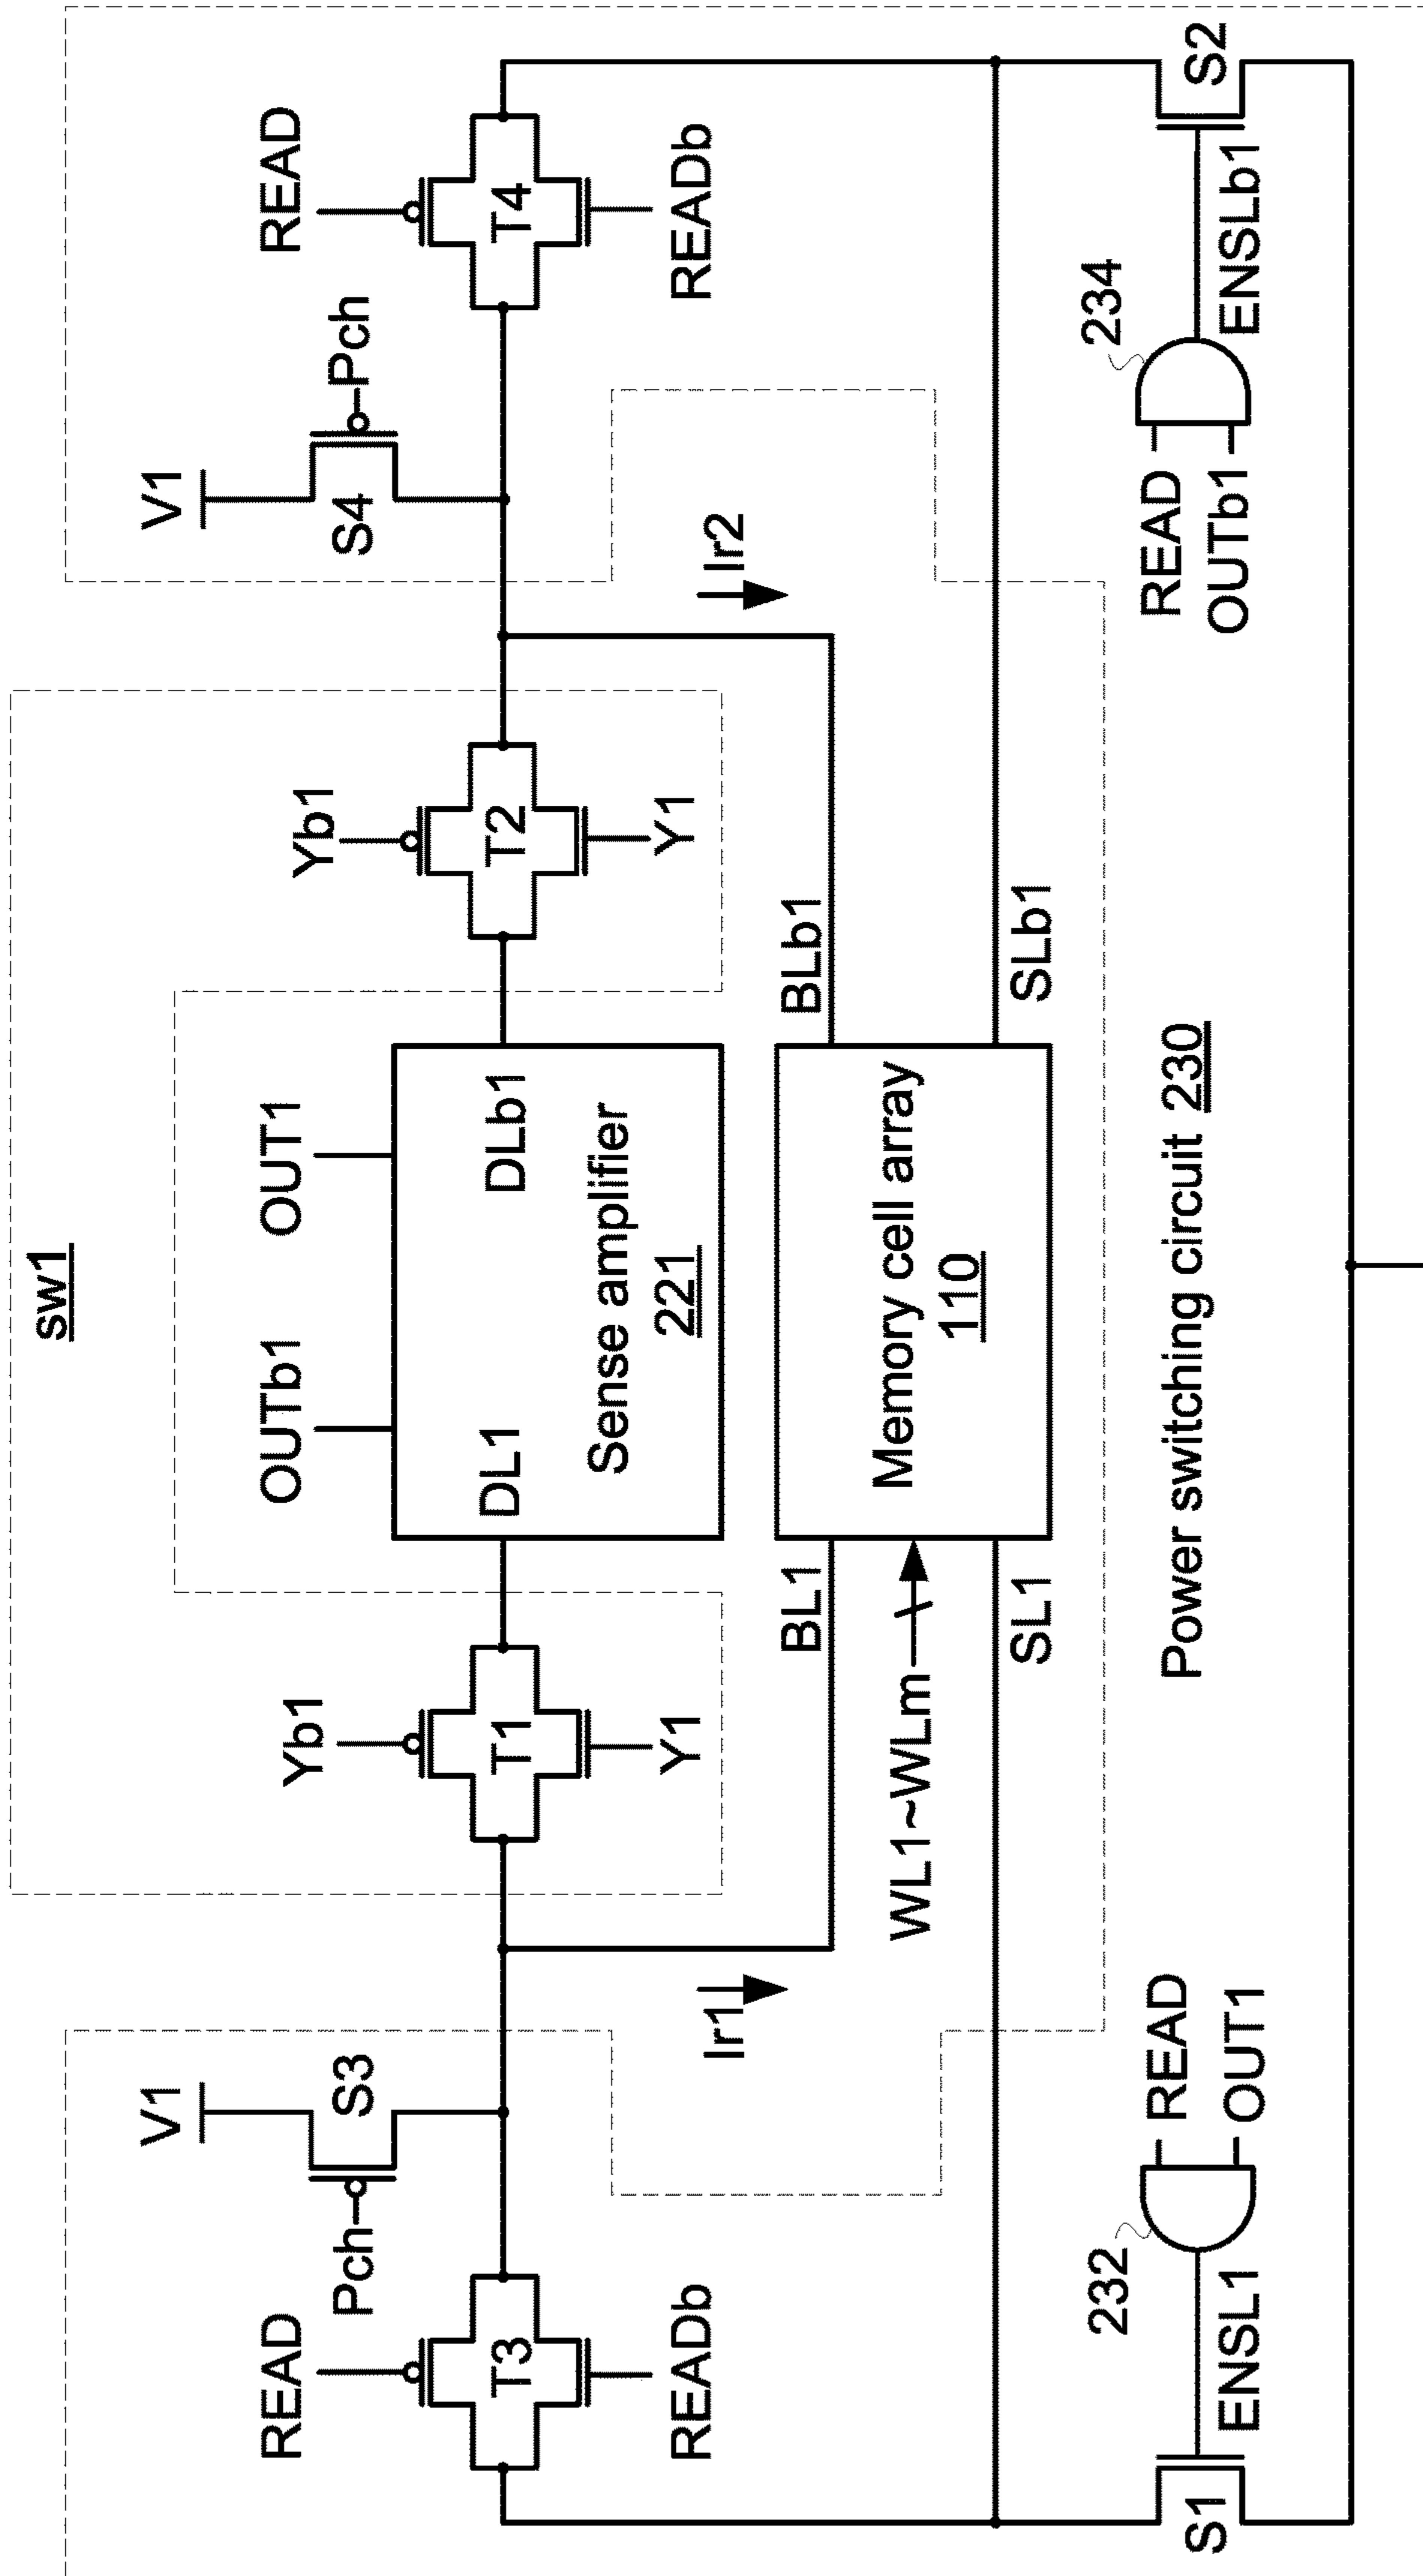 sw1
V1
V1
READ
Pch
S3
Yb1
OUTb1
OUT1
Yb1
S4
Pch
READ
T3
T1
DL1
DLb1
T2
T4
READb
Y1
Sense amplifier
221
Y1
READb
Ir1
Ir2
BL1
BLb1
WL1~WLm
Memory cell array
110
SL1
SLb1
232
READ
OUT1
ENSL1
S1
Power switching circuit 230
READ
OUTb1
234
ENSLb1
S2